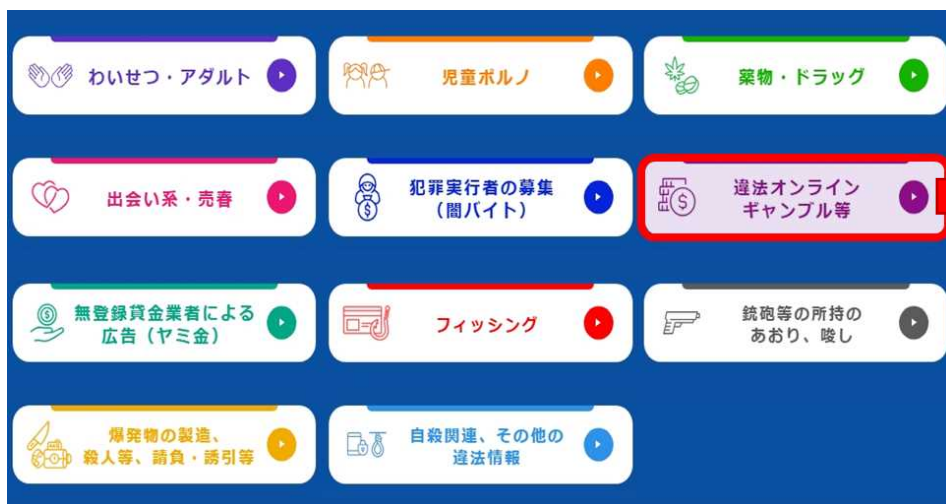 わいせつ・アダルト
児童ポルノ
薬物・ドラッグ
出会い系・売春
犯罪実行者の募集
(闇バイト)
違法オンライン
ギャンブル等
無登録貸金業者による
広告(ヤミ金)
フィッシング
銃砲等の所持の
あおり、唆し
爆発物の製造、
殺人等、請負・誘引等
自殺関連、その他の
違法情報